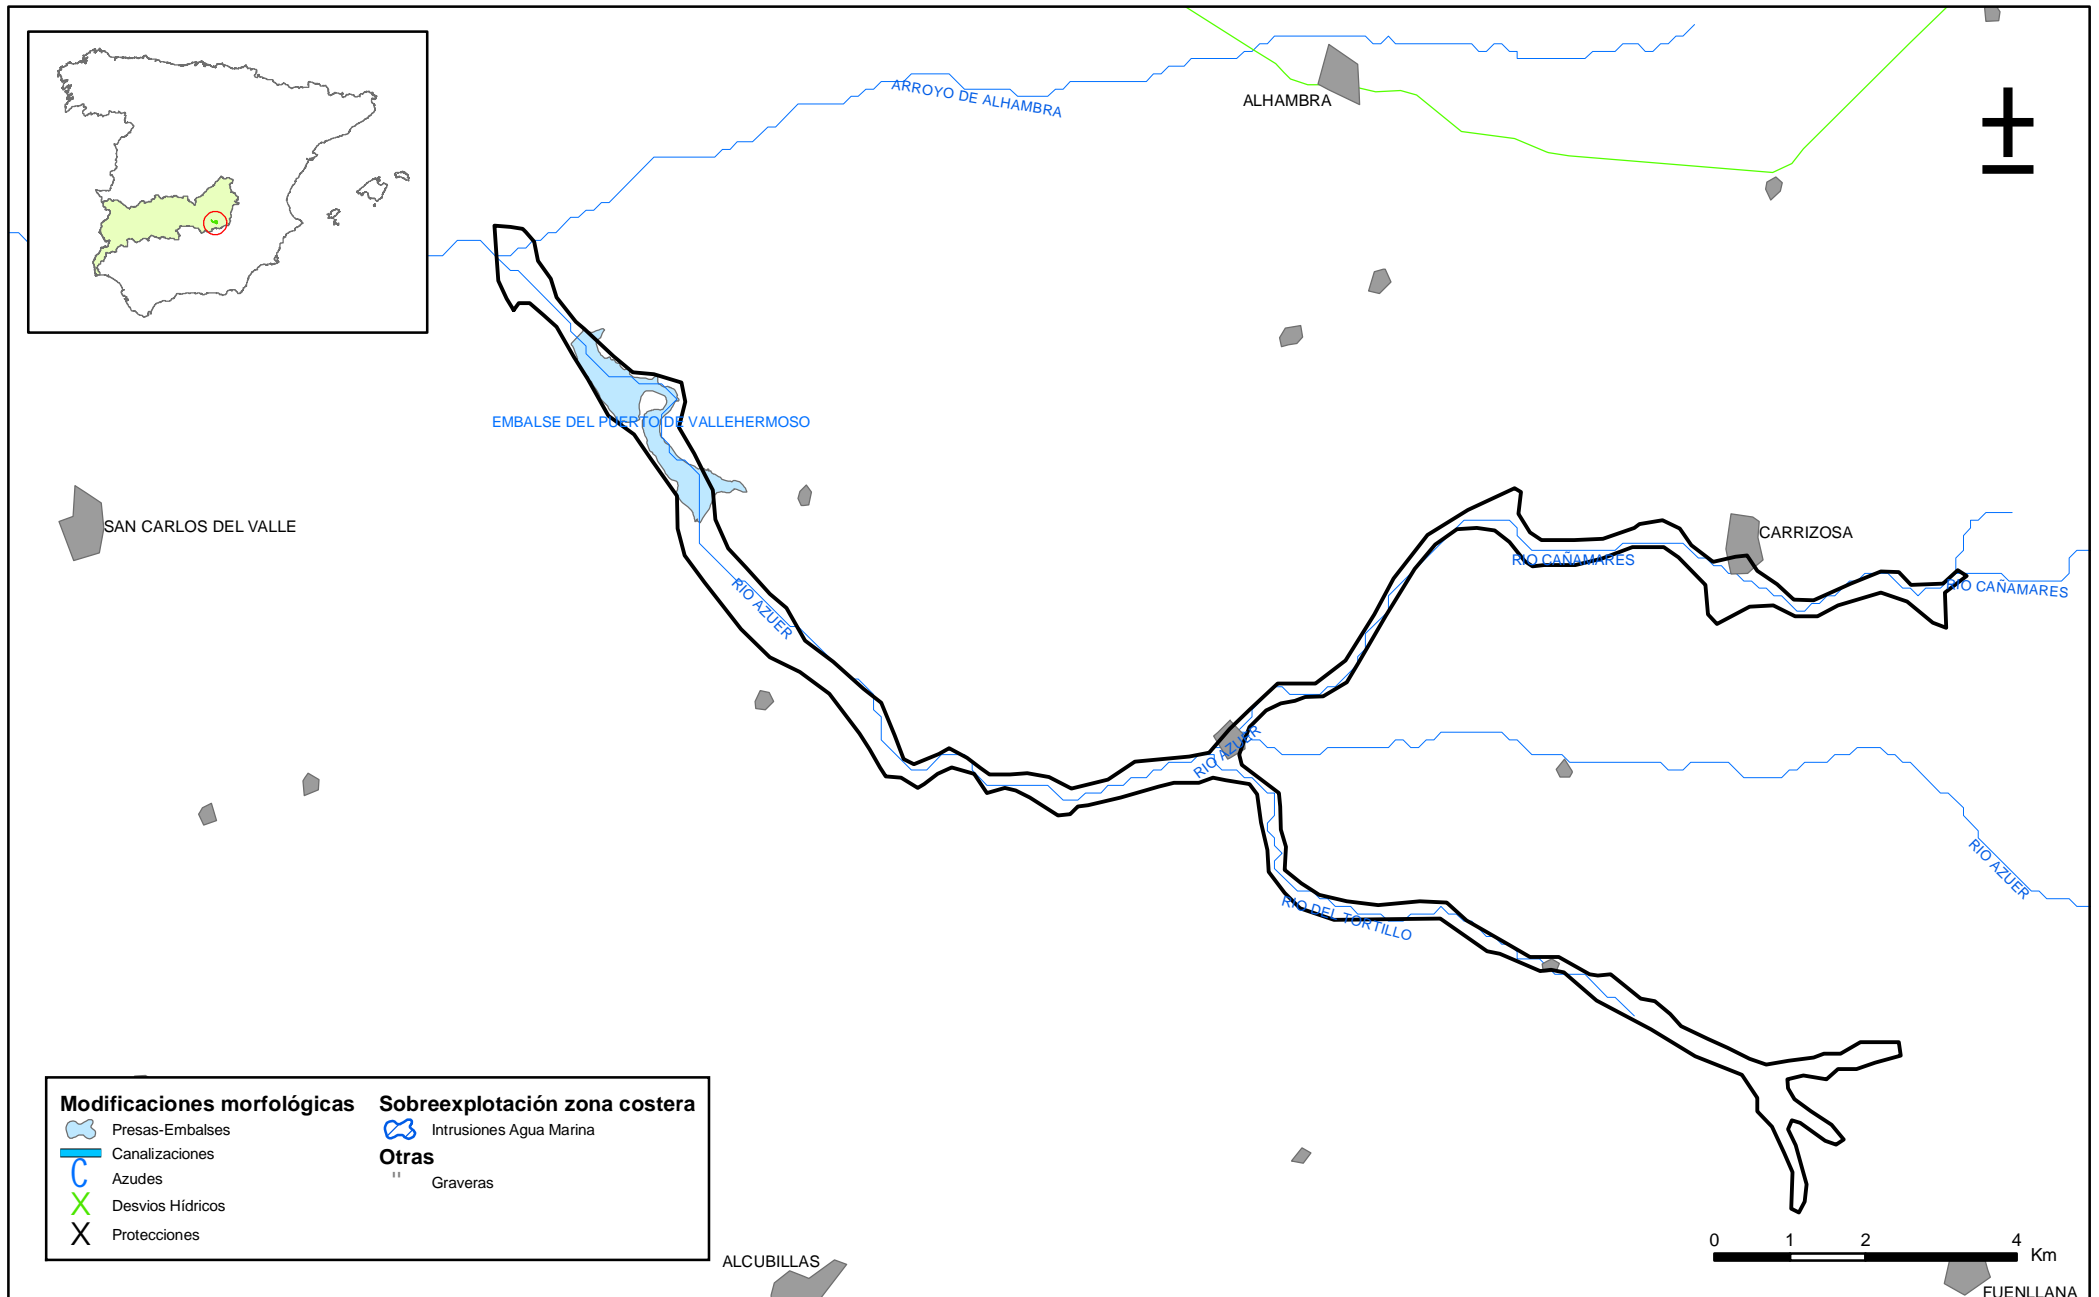 ARROYO DE ALHAMBRA
ALHAMBRA
EMBALSE DEL PUERTO DE VALLEHERMOSO
SAN CARLOS DEL VALLE
CARRIZOSA
RIO CAÑAMARES
RIO CAÑAMARES
RIO AZUER
RIO AZUER
RIO AZUER
RIO DEL TORTILLO
Modificaciones morfológicas
Presas-Embalses
Canalizaciones
C Azudes
X Desvios Hídricos
X Protecciones
Sobreexplotación zona costera
Intrusiones Agua Marina
Otras
" Graveras
ALCUBILLAS
0 1 2 4
Km
FUENLLANA